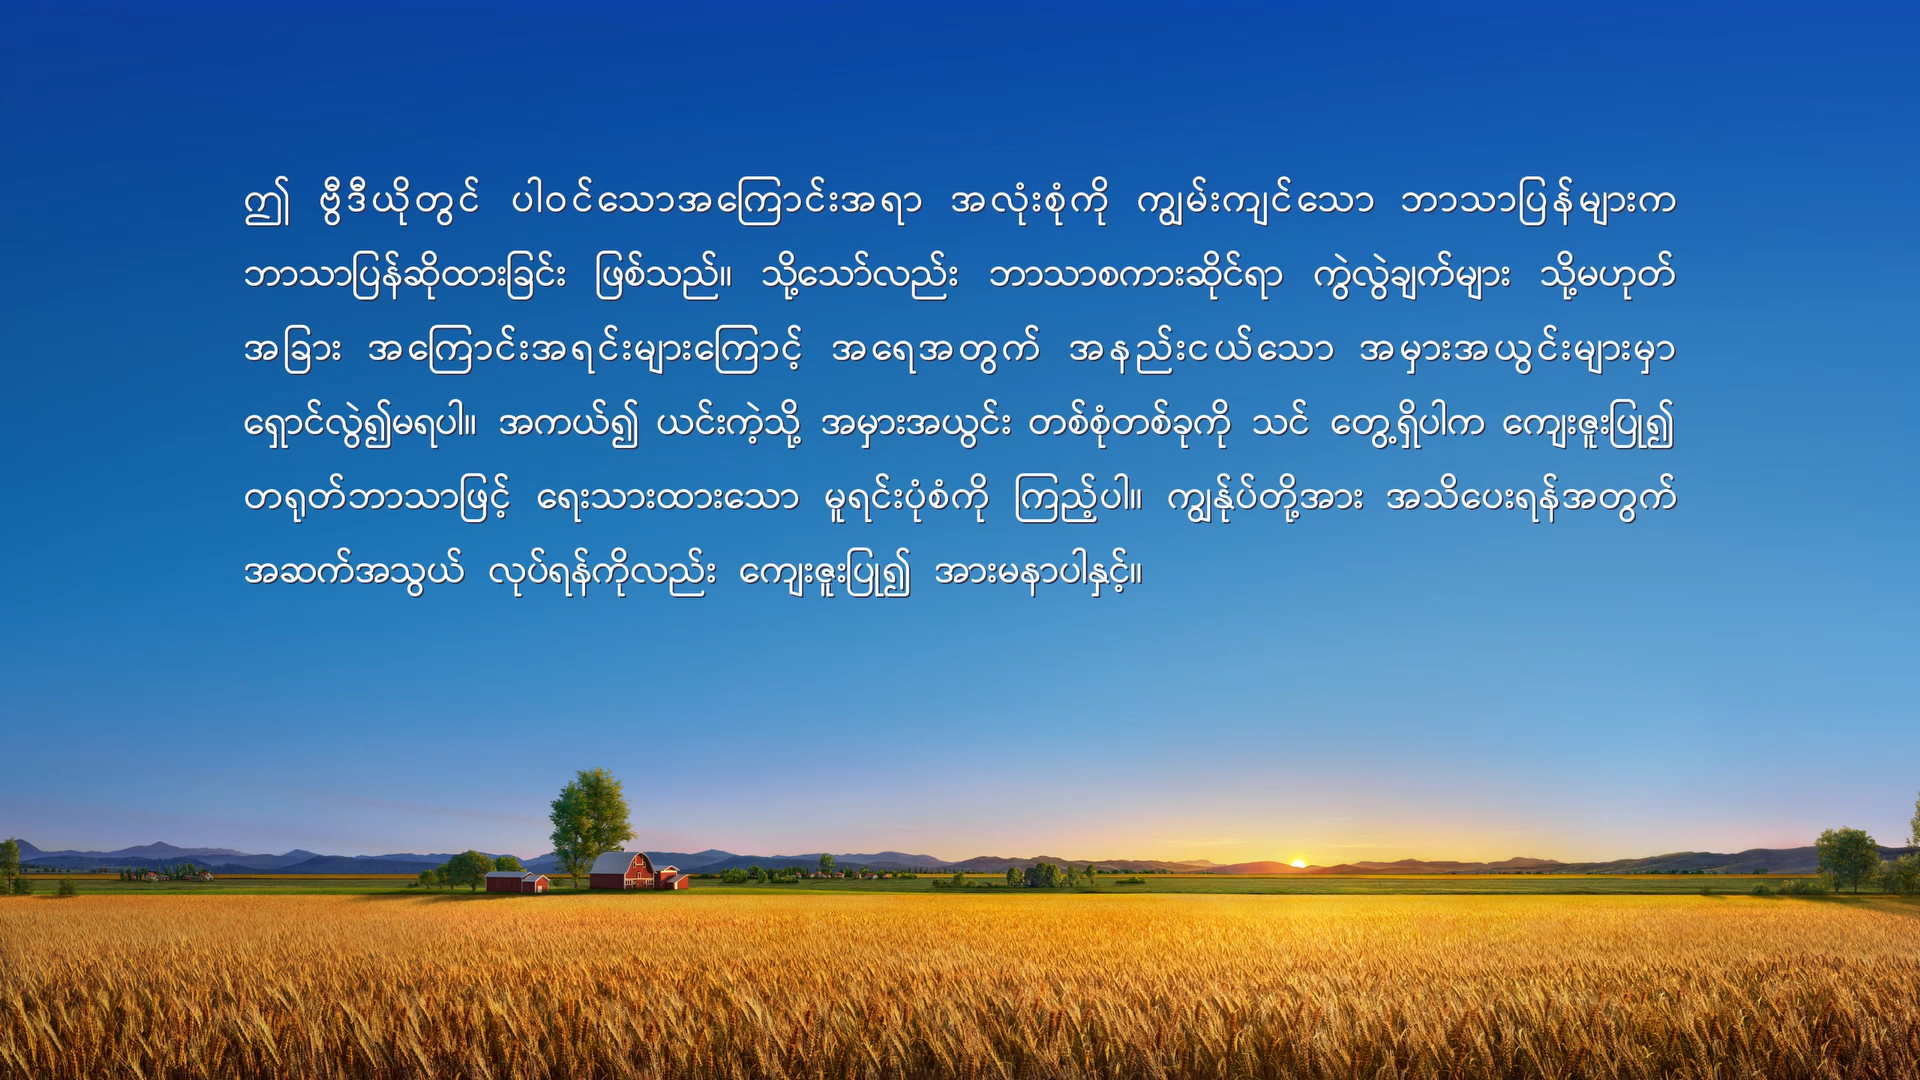 ဤ ဗွီဒီယိုတွင် ပါဝင်သောအကြောင်းအရာ အလုံးစုံကို ကျွမ်းကျင်သော ဘာသာပြန်များက
ဘာသာပြန်ဆိုထားခြင်း ဖြစ်သည်။ သို့သော်လည်း ဘာသာစကားဆိုင်ရာ ကွဲလွဲချက်များ သို့မဟုတ်
အခြား အကြောင်းအရင်းများကြောင့် အရေအတွက် အနည်းငယ်သော အမှားအယွင်းများမှာ
ရှောင်လွဲ၍မရပါ။ အကယ်၍ ယင်းကဲ့သို့ အမှားအယွင်း တစ်စုံတစ်ခုကို သင် တွေ့ရှိပါက ကျေးဇူးပြု၍
တရုတ်ဘာသာဖြင့် ရေးသားထားသော မူရင်းပုံစံကို ကြည့်ပါ။ ကျွန်ုပ်တို့အား အသိပေးရန်အတွက်
အဆက်အသွယ် လုပ်ရန်ကိုလည်း ကျေးဇူးပြု၍ အားမနာပါနှင့်။